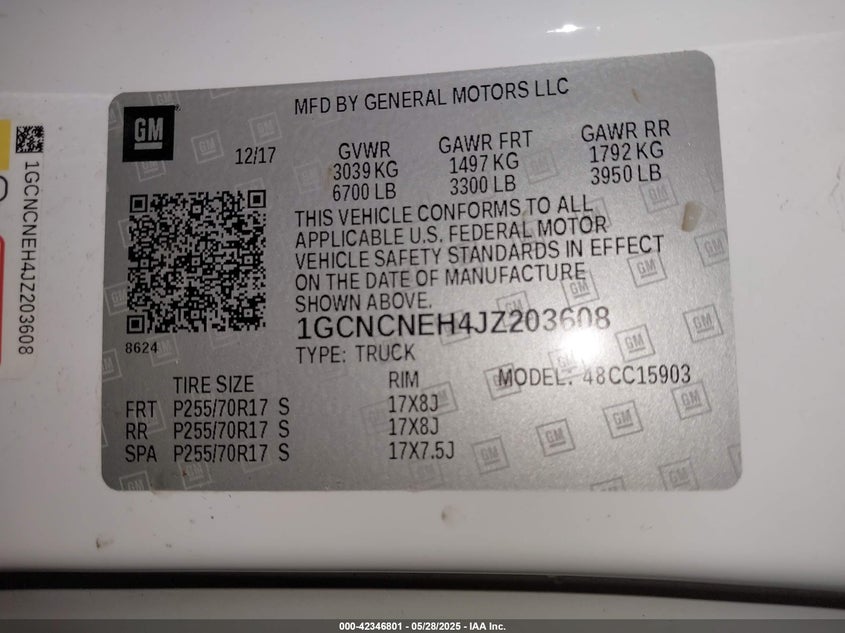 GM
MFD BY GENERAL MOTORS LLC
12/17
GVWR GAWR FRT GAWR RR
3039 KG 1497 KG 1792 KG
6700 LB 3300 LB 3950 LB
THIS VEHICLE CONFORMS TO ALL
APPLICABLE U.S. FEDERAL MOTOR
VEHICLE SAFETY STANDARDS IN EFFECT
ON THE DATE OF MANUFACTURE
SHOWN ABOVE.
1GCNCNEH4JZ203608
8624
TYPE: TRUCK
MODEL: 48CC15903
TIRE SIZE RIM
FRT P255/70R17 S 17X8J
RR P255/70R17 S 17X8J
SPA P255/70R17 S 17X7.5J
1GCNCNEH4JZ203608
000-42346801 - 05/28/2025 - IAA Inc.